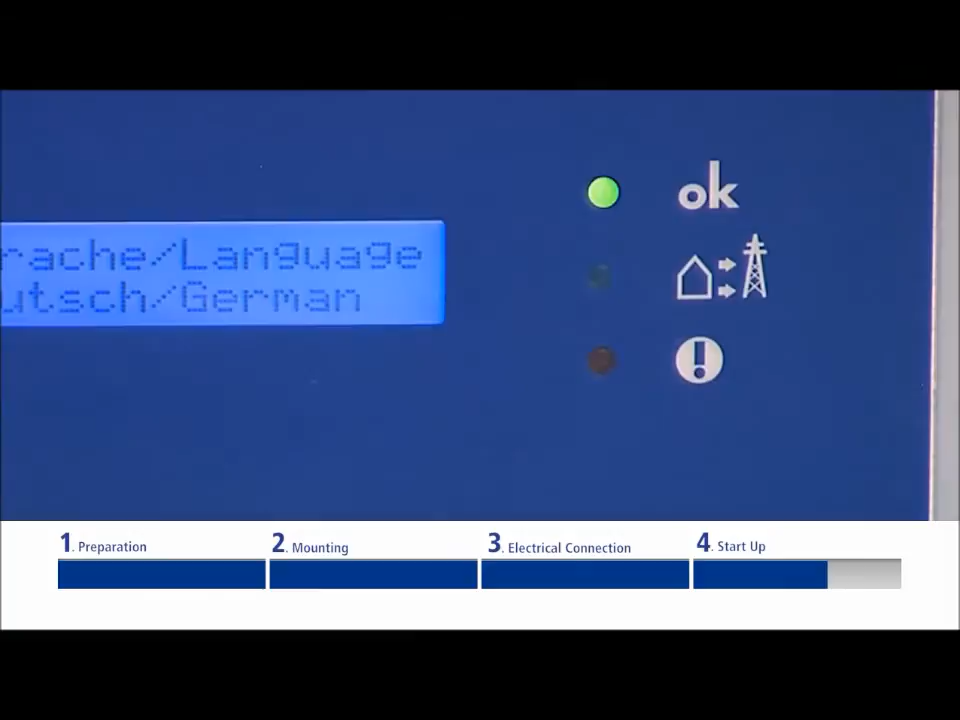 ok
rache/Language
utsch/German
1. Preparation
2. Mounting
3. Electrical Connection
4. Start Up